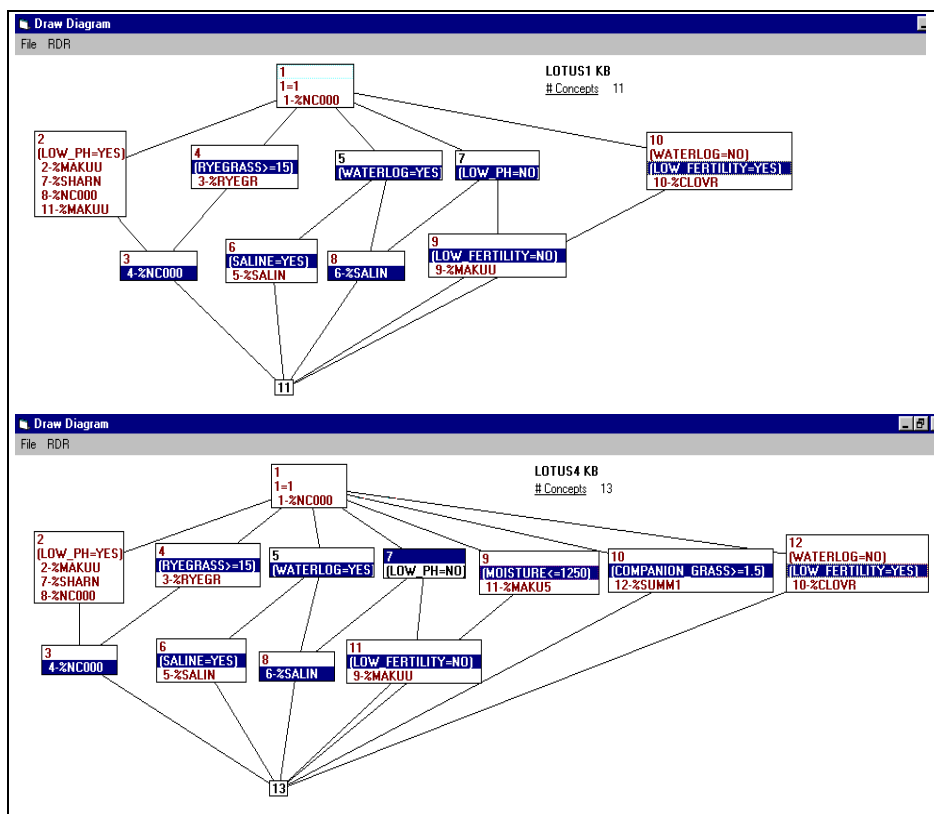 Draw Diagram
File RDR
LOTUS1 KB
# Concepts 11
1
1=1
1-%NC000
2
(LOW_PH=YES)
2-%MAKUU
7-%SHARN
8-%NC000
11-%MAKUU
4
(RYEGRASS>=15)
3-%RYEGR
5
(WATERLOG=YES)
7
(LOW_PH=NO)
10
(WATERLOG=NO)
(LOW_FERTILITY=YES)
10-%CLOVR
3
4-%NC000
6
(SALINE=YES)
5-%SALIN
8
6-%SALIN
9
(LOW_FERTILITY=NO)
9-%MAKUU
11
Draw Diagram
File RDR
LOTUS4 KB
# Concepts 13
1
1=1
1-%NC000
2
(LOW_PH=YES)
2-%MAKUU
7-%SHARN
8-%NC000
4
(RYEGRASS>=15)
3-%RYEGR
5
(WATERLOG=YES)
7
(LOW_PH=NO)
9
(MOISTURE<=1250)
11-%MAKU5
10
(COMPANION_GRASS>=1.5)
12-%SUMM1
12
(WATERLOG=NO)
(LOW_FERTILITY=YES)
10-%CLOVR
3
4-%NC000
6
(SALINE=YES)
5-%SALIN
8
6-%SALIN
11
(LOW_FERTILITY=NO)
9-%MAKUU
13